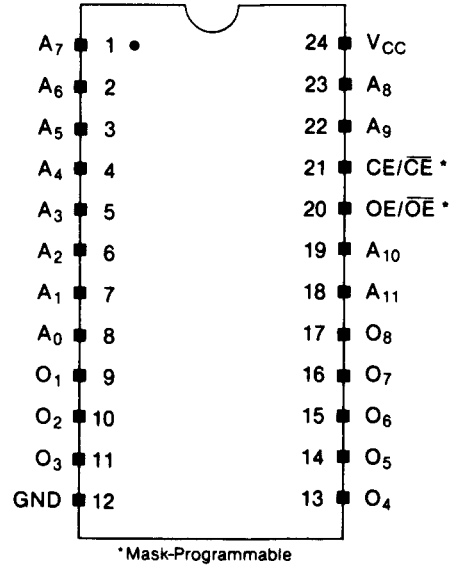 A7 1 24 VCC
A6 2 23 A8
A5 3 22 A9
A4 4 21 CE/C̅E̅ *
A3 5 20 OE/O̅E̅ *
A2 6 19 A10
A1 7 18 A11
A0 8 17 O8
O1 9 16 O7
O2 10 15 O6
O3 11 14 O5
GND 12 13 O4
*Mask-Programmable